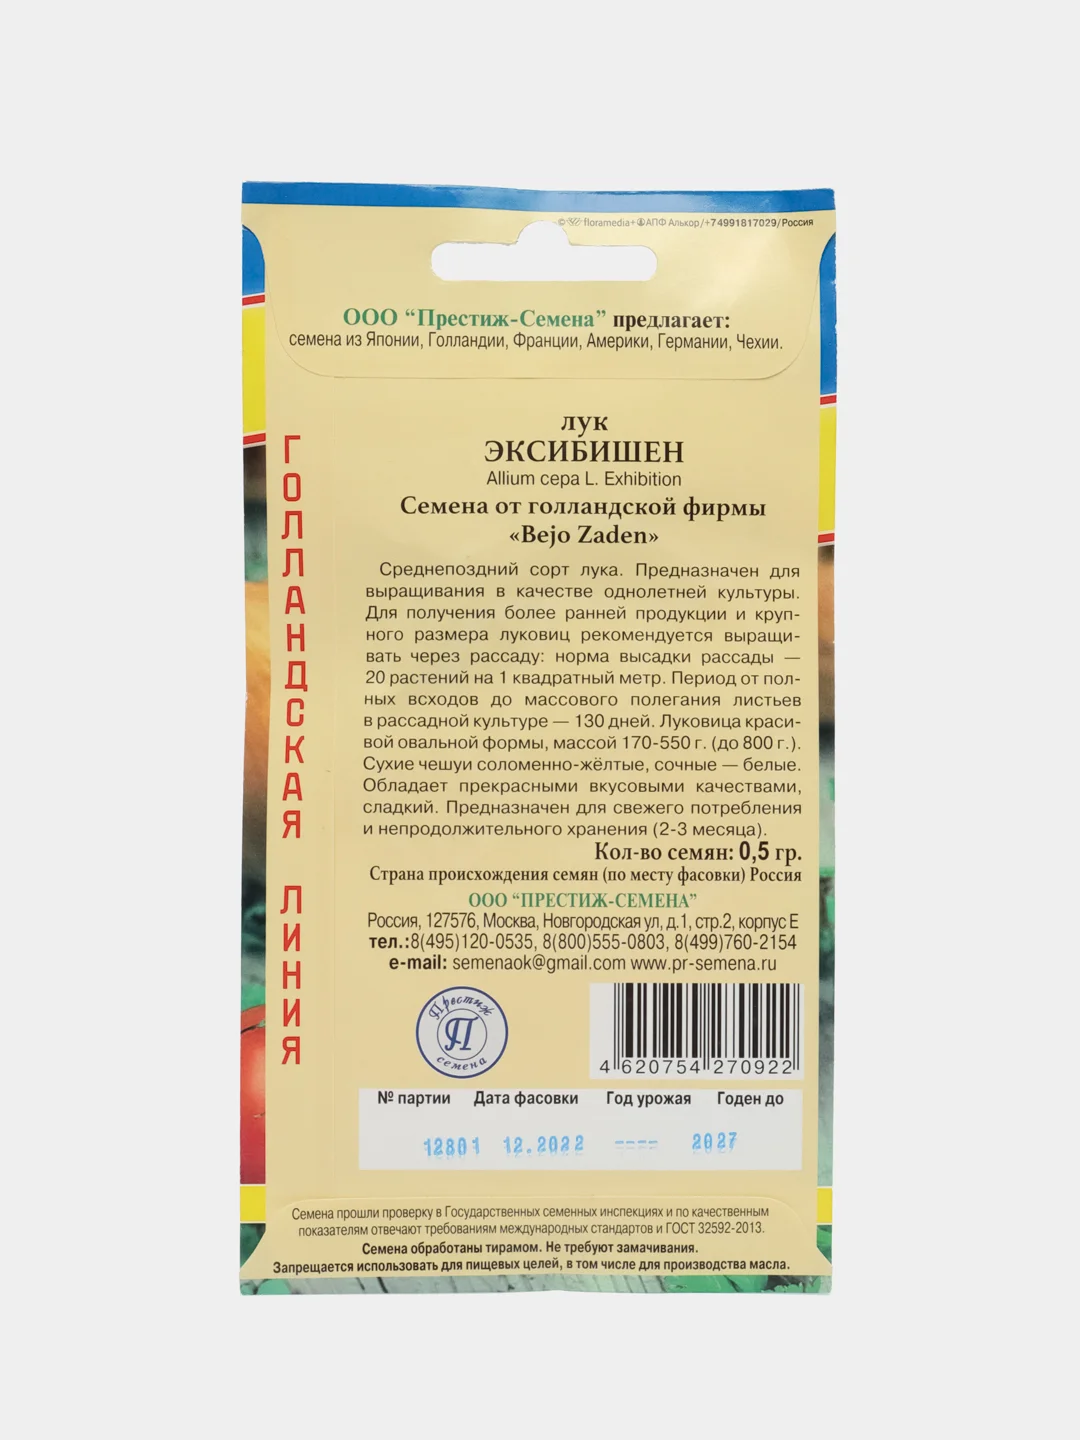 © floramedia+ АПФ Алькор/+74991817029/Россия
ООО “Престиж-Семена” предлагает:
семена из Японии, Голландии, Франции, Америки, Германии, Чехии.
ГОЛЛАНДСКАЯ ЛИНИЯ
лук
ЭКСИБИШЕН
Allium cepa L. Exhibition
Семена от голландской фирмы
«Bejo Zaden»
Среднепоздний сорт лука. Предназначен для
выращивания в качестве однолетней культуры.
Для получения более ранней продукции и круп-
ного размера луковиц рекомендуется выращи-
вать через рассаду: норма высадки рассады —
20 растений на 1 квадратный метр. Период от пол-
ных всходов до массового полегания листьев
в рассадной культуре — 130 дней. Луковица краси-
вой овальной формы, массой 170-550 г. (до 800 г.).
Сухие чешуи соломенно-жёлтые, сочные — белые.
Обладает прекрасными вкусовыми качествами,
сладкий. Предназначен для свежего потребления
и непродолжительного хранения (2-3 месяца).
Кол-во семян: 0,5 гр.
Страна происхождения семян (по месту фасовки) Россия
ООО “ПРЕСТИЖ-СЕМЕНА”
Россия, 127576, Москва, Новгородская ул, д.1, стр.2, корпус Е
тел.:8(495)120-0535, 8(800)555-0803, 8(499)760-2154
e-mail: semenaok@gmail.com www.pr-semena.ru
Престиж
П
семена
4 620754 270922
№ партии Дата фасовки Год урожая Годен до
12801 12.2022 ---- 2027
Семена прошли проверку в Государственных семенных инспекциях и по качественным
показателям отвечают требованиям международных стандартов и ГОСТ 32592-2013.
Семена обработаны тирамом. Не требуют замачивания.
Запрещается использовать для пищевых целей, в том числе для производства масла.